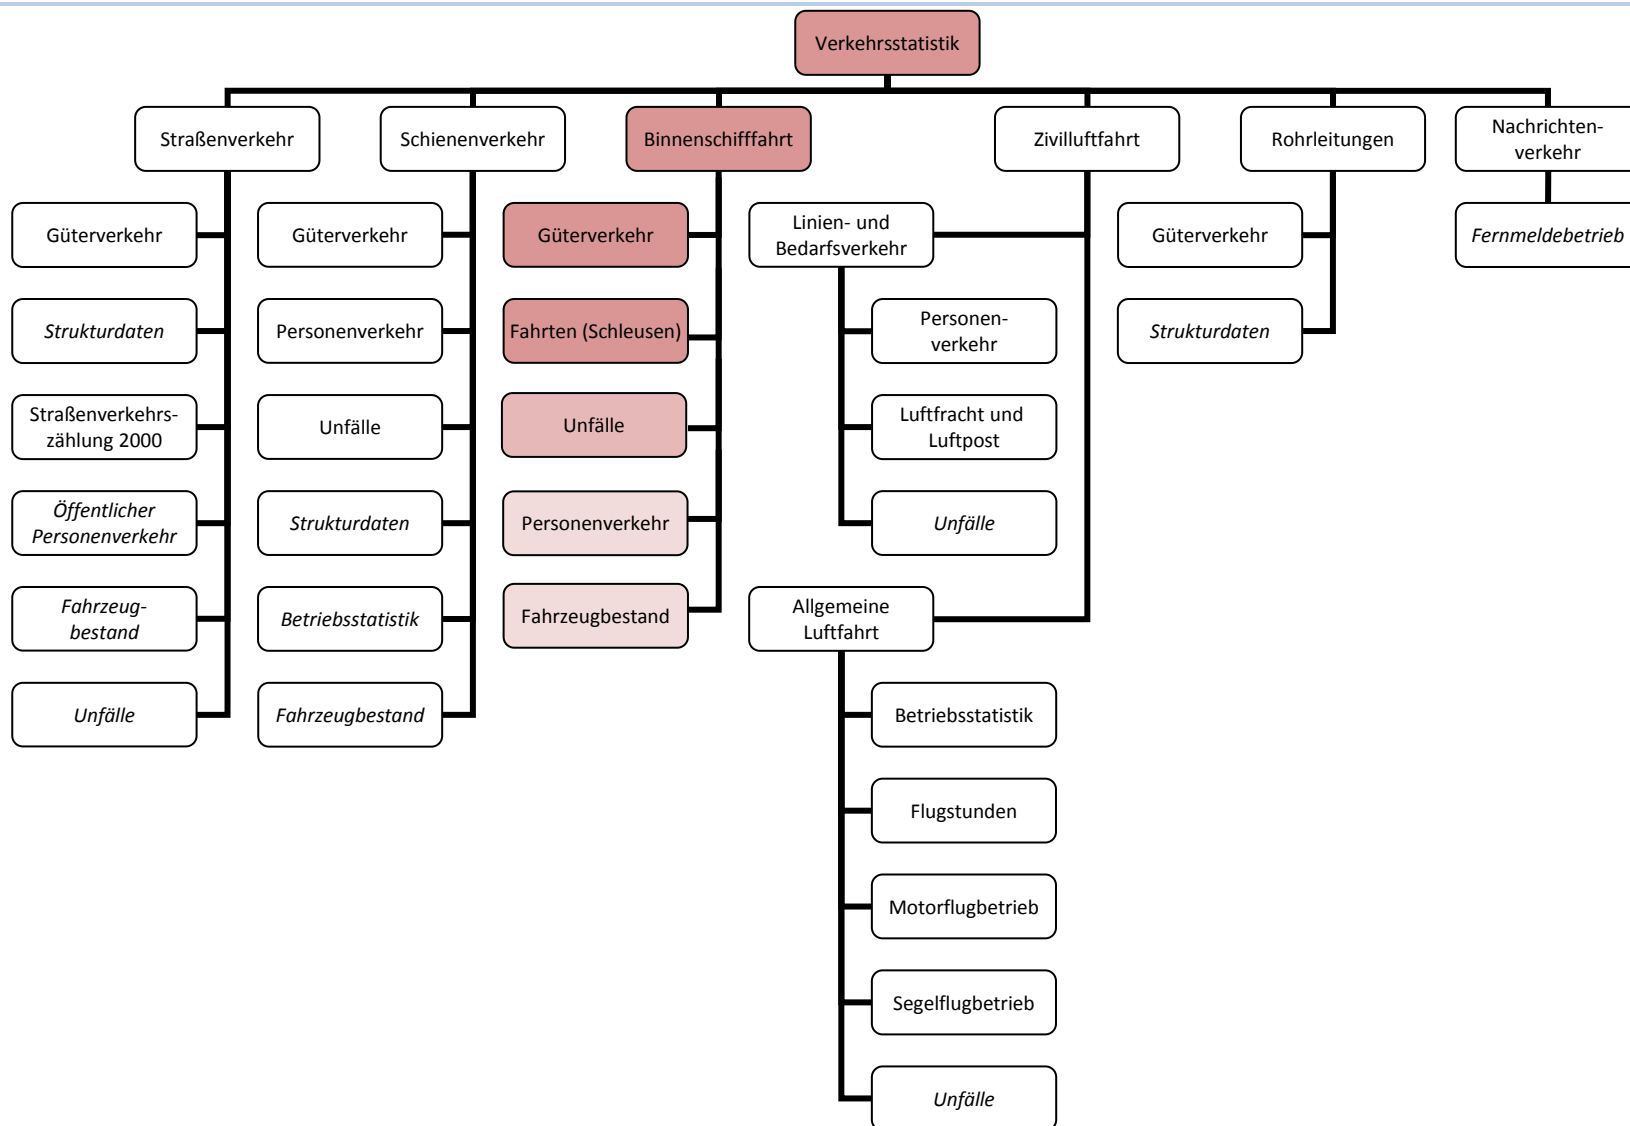 Verkehrsstatistik
Straßenverkehr
Schienenverkehr
Binnenschifffahrt
Zivilluftfahrt
Rohrleitungen
Nachrichten-
verkehr
Güterverkehr
Strukturdaten
Straßenverkehrs-
zählung 2000
Öffentlicher
Personenverkehr
Fahrzeug-
bestand
Unfälle
Güterverkehr
Personenverkehr
Unfälle
Strukturdaten
Betriebsstatistik
Fahrzeugbestand
Güterverkehr
Fahrten (Schleusen)
Unfälle
Personenverkehr
Fahrzeugbestand
Linien- und
Bedarfsverkehr
Personen-
verkehr
Luftfracht und
Luftpost
Unfälle
Allgemeine
Luftfahrt
Betriebsstatistik
Flugstunden
Motorflugbetrieb
Segelflugbetrieb
Unfälle
Güterverkehr
Strukturdaten
Fernmeldebetrieb